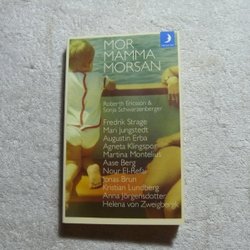 MOR
MAMMA
MORSAN
Roberth Ericsson &
Sonja Schwarzenberger
Fredrik Strage
Mari Jungstedt
Augustin Erba
Agneta Klingspor
Martina Montelius
Aase Berg
Nour El-Refai
Jonas Brun
Kristian Lundberg
Anna Jörgensdotter
Helena von Zweigbergk